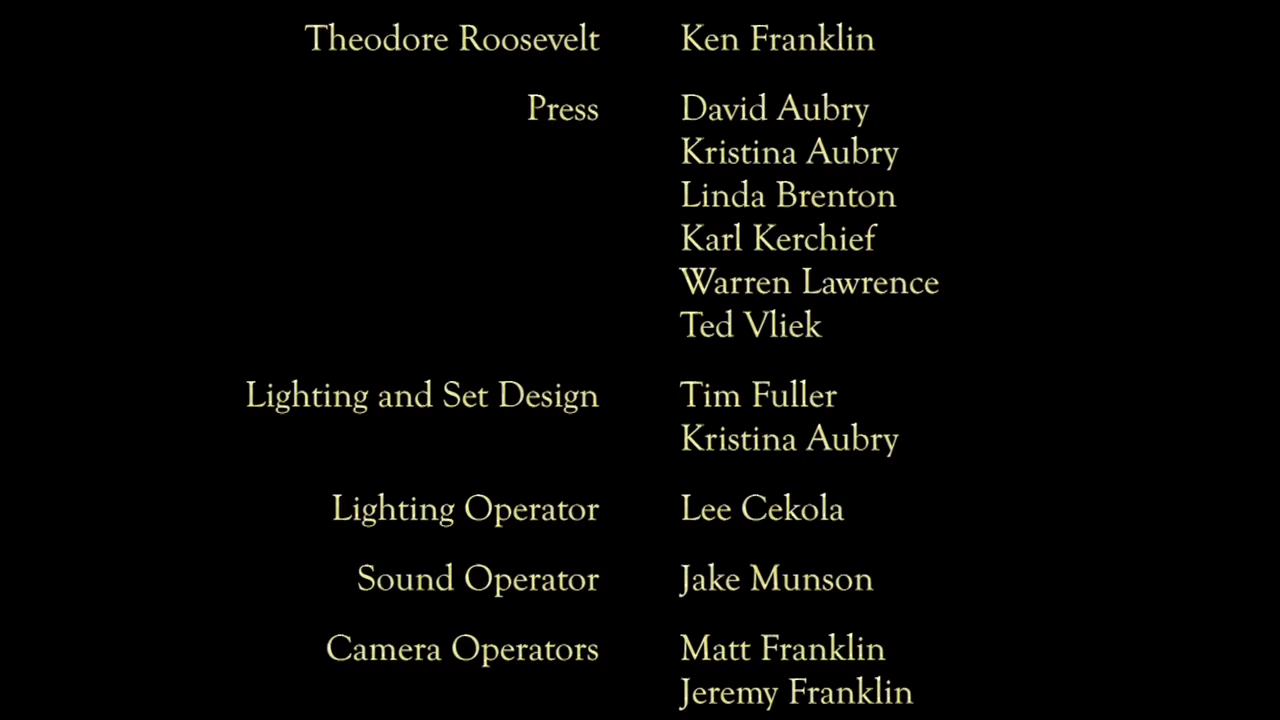 Theodore Roosevelt Ken Franklin
Press David Aubry
Kristina Aubry
Linda Brenton
Karl Kerchief
Warren Lawrence
Ted Vliek
Lighting and Set Design Tim Fuller
Kristina Aubry
Lighting Operator Lee Cekola
Sound Operator Jake Munson
Camera Operators Matt Franklin
Jeremy Franklin